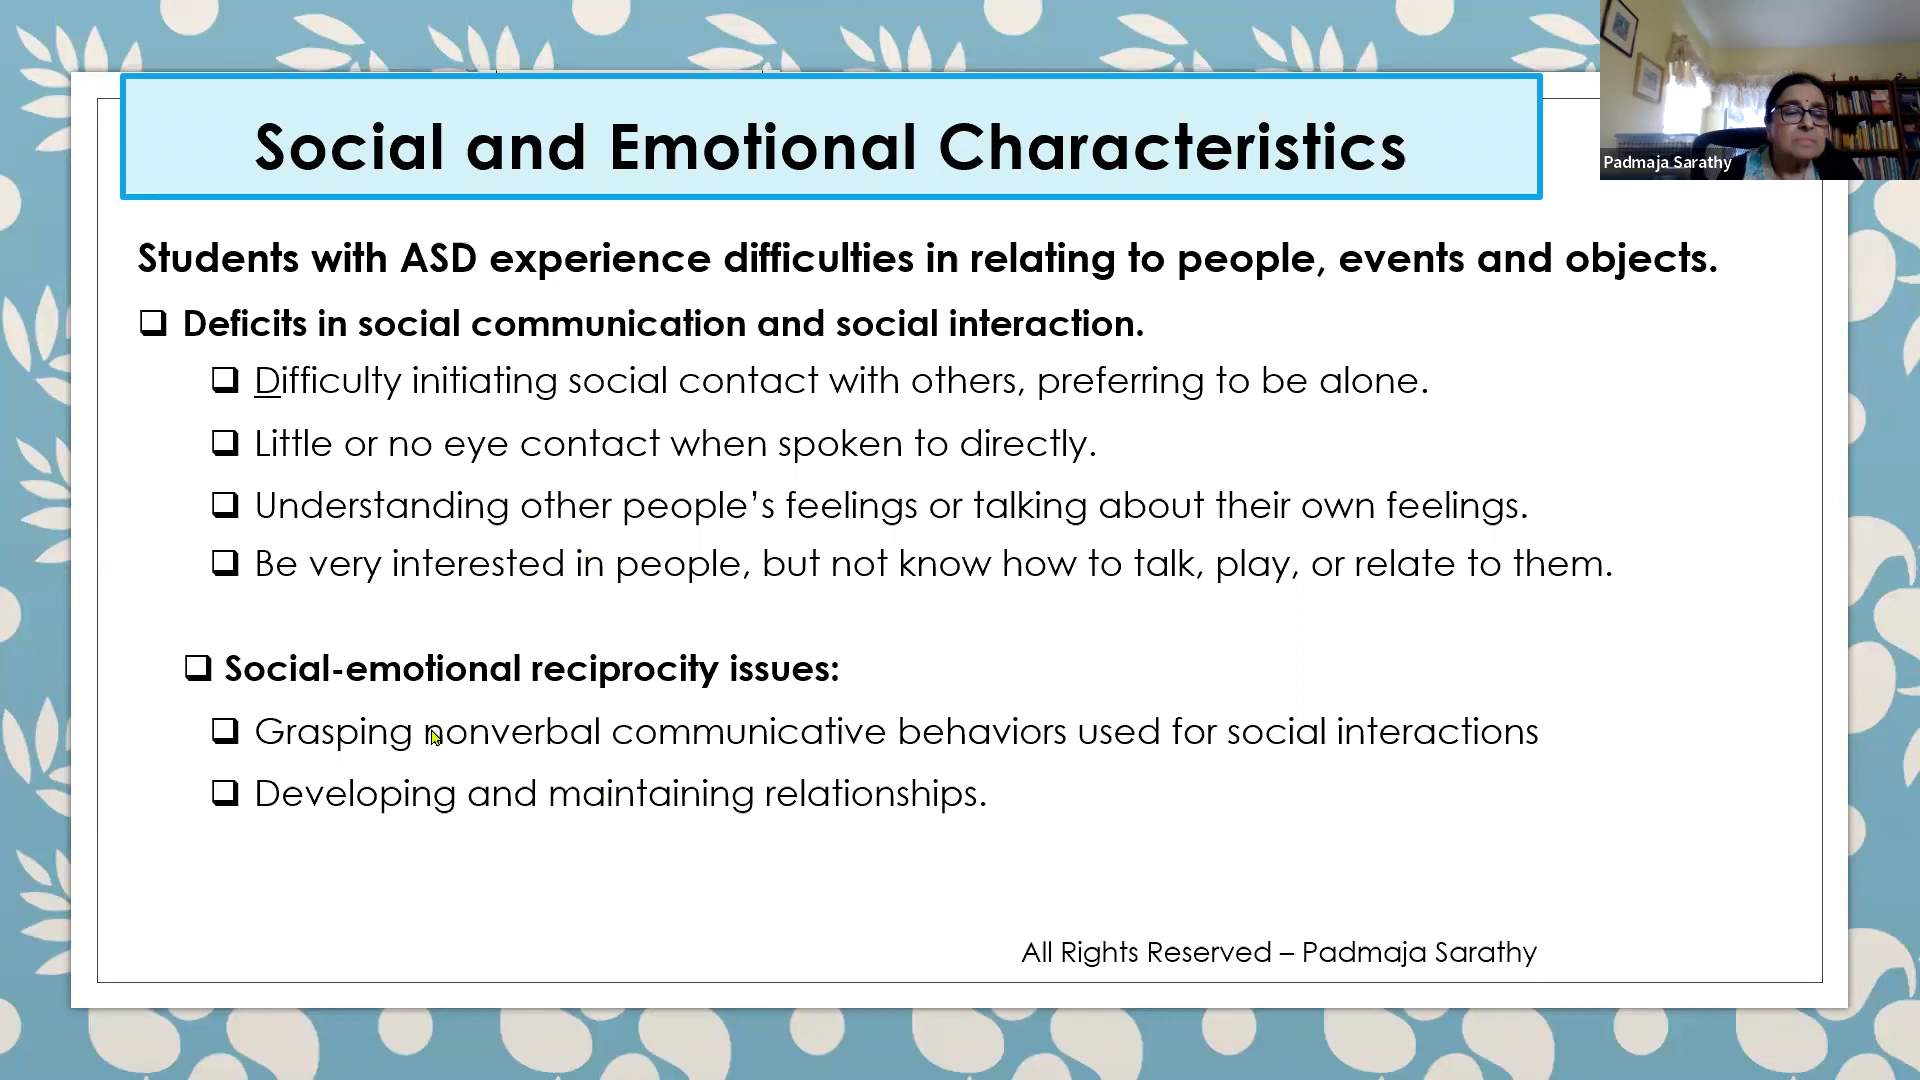 Social and Emotional Characteristics
Padmaja Sarathy
Students with ASD experience difficulties in relating to people, events and objects.
❑ Deficits in social communication and social interaction.
❑ Difficulty initiating social contact with others, preferring to be alone.
❑ Little or no eye contact when spoken to directly.
❑ Understanding other people’s feelings or talking about their own feelings.
❑ Be very interested in people, but not know how to talk, play, or relate to them.
❑ Social-emotional reciprocity issues:
❑ Grasping nonverbal communicative behaviors used for social interactions
❑ Developing and maintaining relationships.
All Rights Reserved – Padmaja Sarathy